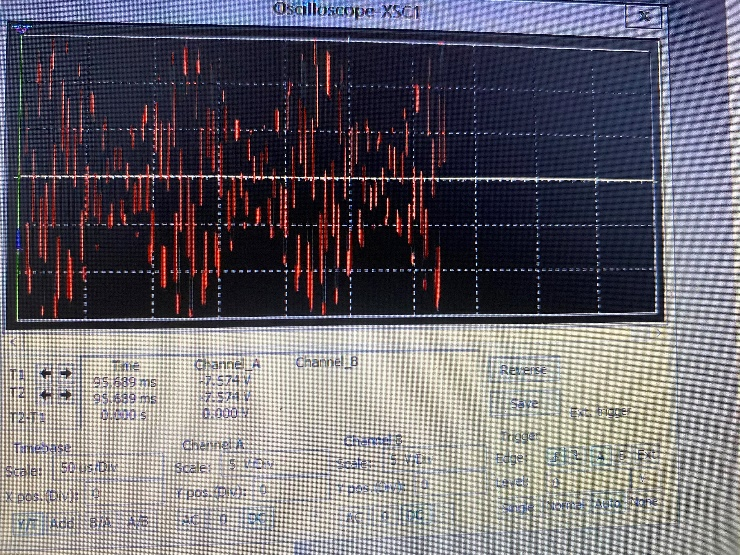 Oscilloscope XSC1
Time Channel_A Channel_B
T1 95.689 ms -7.574 V
T2 95.689 ms -7.574 V
T2-T1 0.000 s 0.000 V
Reverse
Save
Ext. trigger
Timebase
Scale: 50 us/Div
X pos.(Div): 0
Y/T Add B/A A/B
Channel A
Scale: 5 V/Div
Y pos.(Div): 0
AC 0 DC
Channel B
Scale: 5 V/Div
Y pos.(Div): 0
AC 0 DC
Trigger
Edge: Ext
Level:
Single Normal Auto None